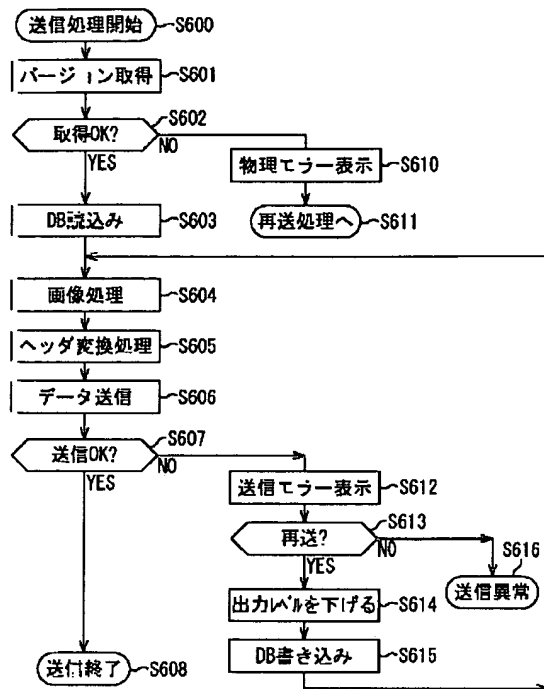 送信処理開始 S600
バージョン取得 S601
取得OK? S602
YES
NO
物理エラー表示 S610
再送処理へ S611
DB読込み S603
画像処理 S604
ヘッダ変換処理 S605
データ送信 S606
送信OK? S607
YES
NO
送信エラー表示 S612
再送? S613
YES
NO
S616
送信異常
出力レベルを下げる S614
DB書き込み S615
送付終了 S608